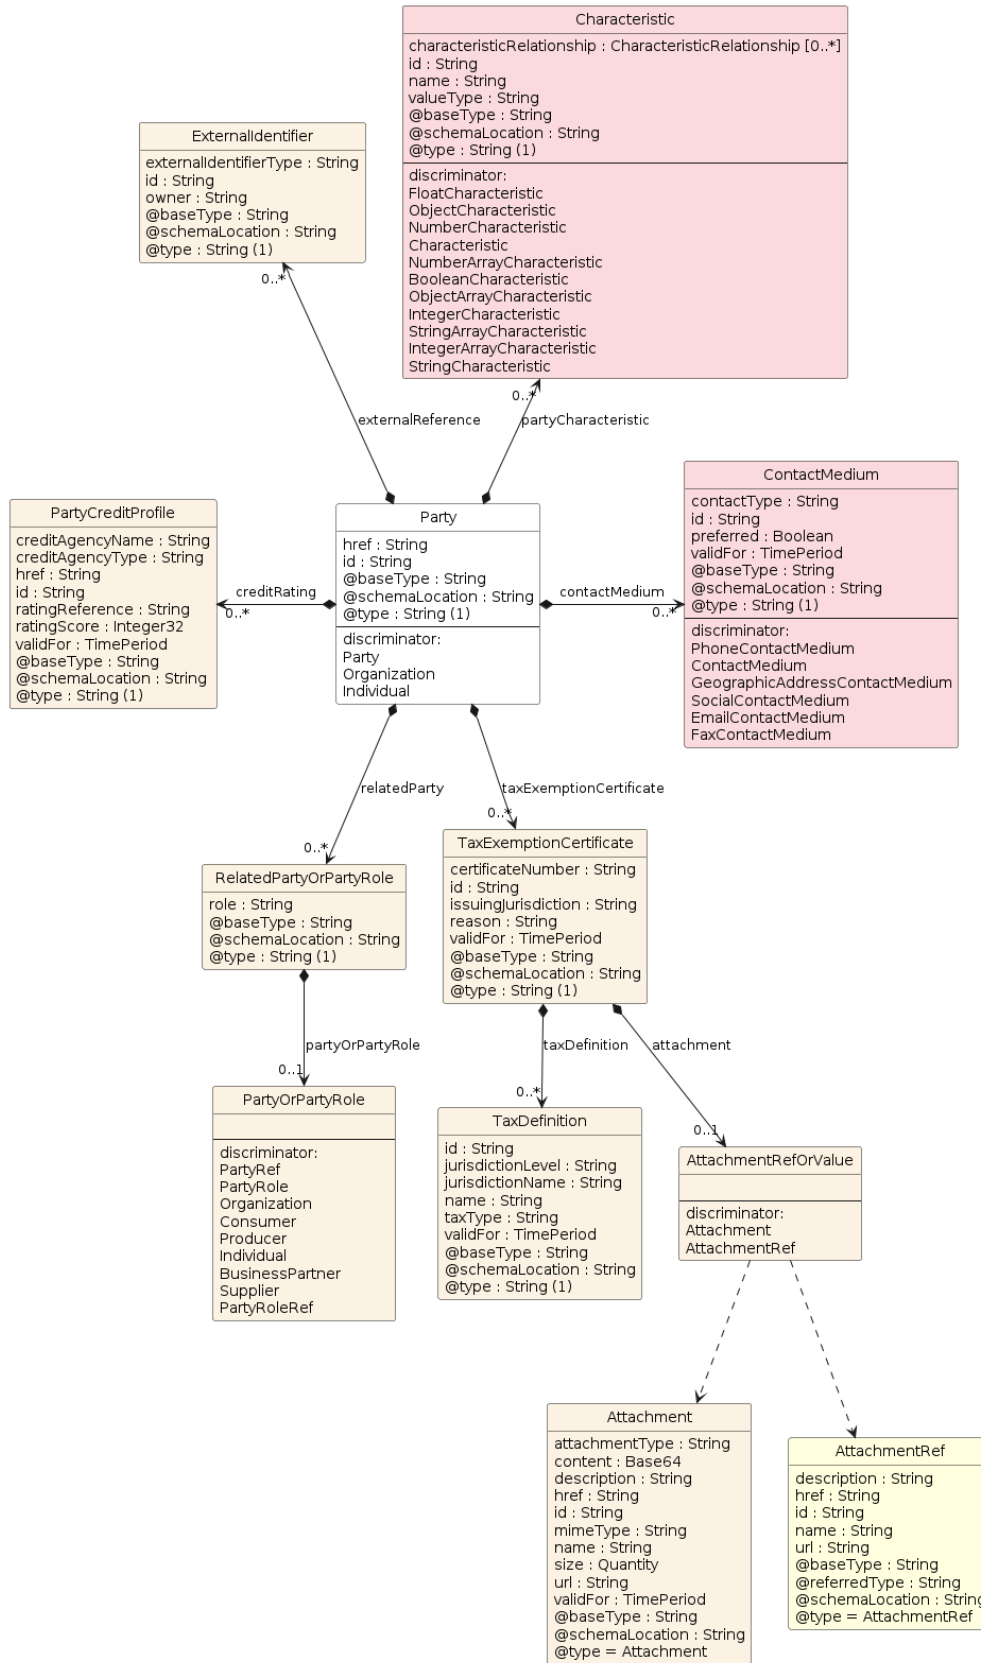 Characteristic
characteristicRelationship : CharacteristicRelationship [0..*]
id : String
name : String
valueType : String
@baseType : String
@schemaLocation : String
@type : String (1)
discriminator:
FloatCharacteristic
ObjectCharacteristic
NumberCharacteristic
Characteristic
NumberArrayCharacteristic
BooleanCharacteristic
ObjectArrayCharacteristic
IntegerCharacteristic
StringArrayCharacteristic
IntegerArrayCharacteristic
StringCharacteristic
ExternalIdentifier
externalIdentifierType : String
id : String
owner : String
@baseType : String
@schemaLocation : String
@type : String (1)
0..*
0..*
externalReference
partyCharacteristic
PartyCreditProfile
creditAgencyName : String
creditAgencyType : String
href : String
id : String
ratingReference : String
ratingScore : Integer32
validFor : TimePeriod
@baseType : String
@schemaLocation : String
@type : String (1)
creditRating
0..*
Party
href : String
id : String
@baseType : String
@schemaLocation : String
@type : String (1)
discriminator:
Party
Organization
Individual
contactMedium
0..*
ContactMedium
contactType : String
id : String
preferred : Boolean
validFor : TimePeriod
@baseType : String
@schemaLocation : String
@type : String (1)
discriminator:
PhoneContactMedium
ContactMedium
GeographicAddressContactMedium
SocialContactMedium
EmailContactMedium
FaxContactMedium
relatedParty
taxExemptionCertificate
0..*
0..*
RelatedPartyOrPartyRole
role : String
@baseType : String
@schemaLocation : String
@type : String (1)
TaxExemptionCertificate
certificateNumber : String
id : String
issuingJurisdiction : String
reason : String
validFor : TimePeriod
@baseType : String
@schemaLocation : String
@type : String (1)
partyOrPartyRole
0..1
taxDefinition
0..*
attachment
0..1
PartyOrPartyRole
discriminator:
PartyRef
PartyRole
Organization
Consumer
Producer
Individual
BusinessPartner
Supplier
PartyRoleRef
TaxDefinition
id : String
jurisdictionLevel : String
jurisdictionName : String
name : String
taxType : String
validFor : TimePeriod
@baseType : String
@schemaLocation : String
@type : String (1)
AttachmentRefOrValue
discriminator:
Attachment
AttachmentRef
Attachment
attachmentType : String
content : Base64
description : String
href : String
id : String
mimeType : String
name : String
size : Quantity
url : String
validFor : TimePeriod
@baseType : String
@schemaLocation : String
@type = Attachment
AttachmentRef
description : String
href : String
id : String
name : String
url : String
@baseType : String
@referredType : String
@schemaLocation : String
@type = AttachmentRef